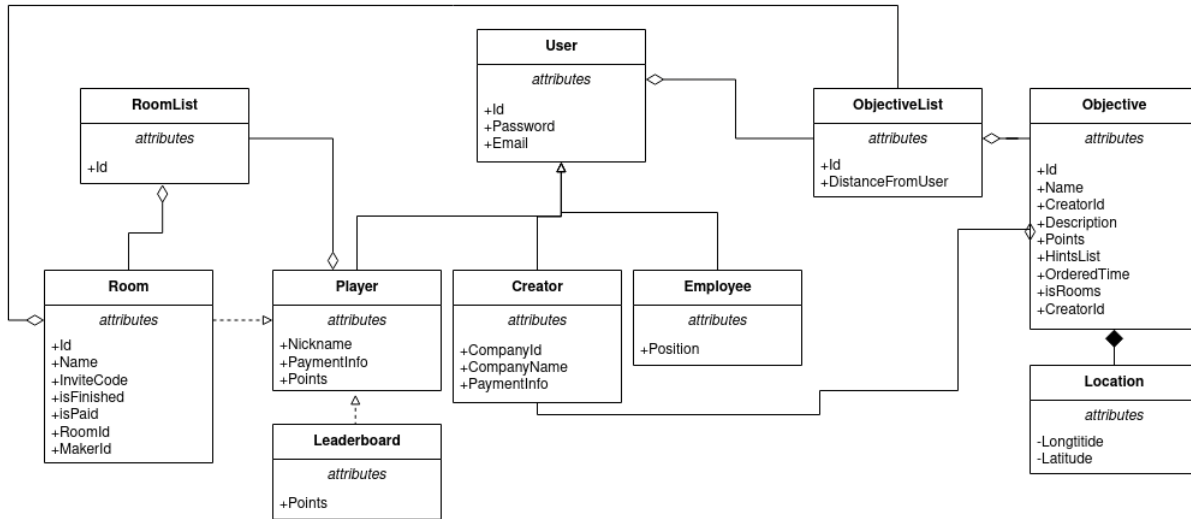 User
attributes
+Id
+Password
+Email
RoomList
attributes
+Id
ObjectiveList
attributes
+Id
+DistanceFromUser
Objective
attributes
+Id
+Name
+CreatorId
+Description
+Points
+HintsList
+OrderedTime
+isRooms
+CreatorId
Room
attributes
+Id
+Name
+InviteCode
+isFinished
+isPaid
+RoomId
+MakerId
Player
attributes
+Nickname
+PaymentInfo
+Points
Creator
attributes
+CompanyId
+CompanyName
+PaymentInfo
Employee
attributes
+Position
Location
attributes
-Longtitide
-Latitude
Leaderboard
attributes
+Points